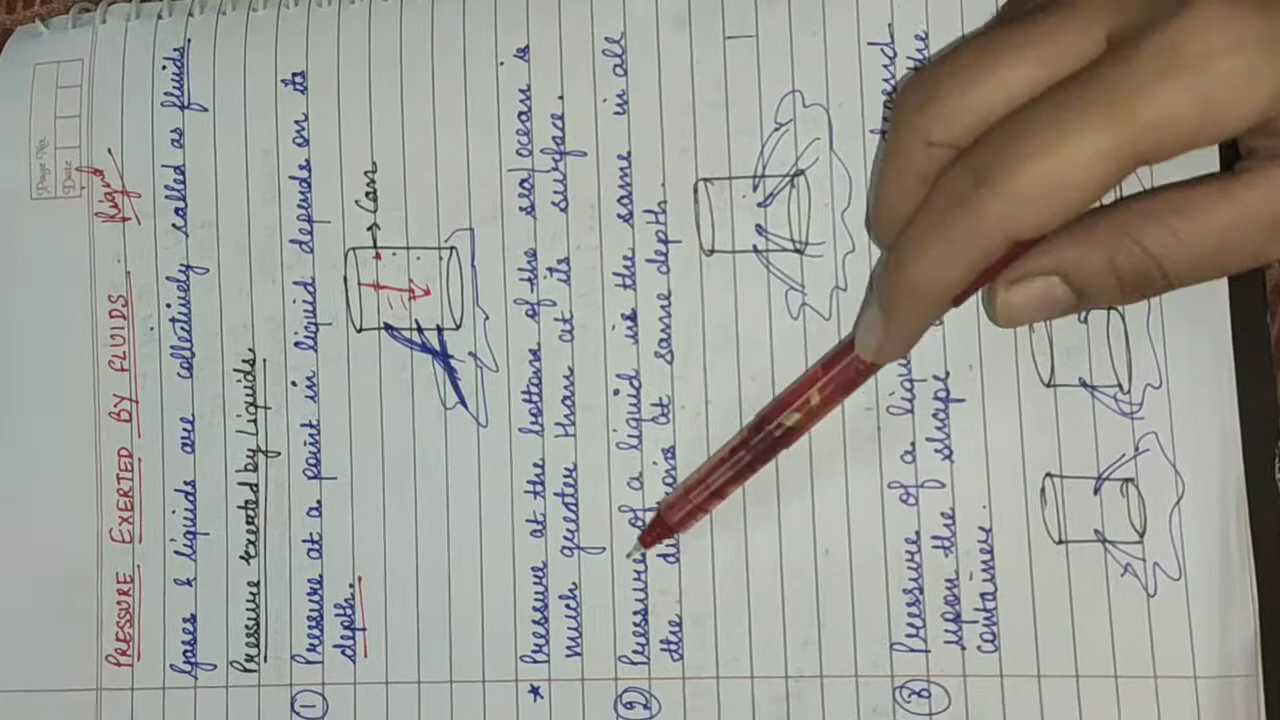 Page No.
Date
PRESSURE EXERTED BY FLUIDS.
Gases & liquids are collectively called as fluids.
Pressure exerted by Liquids
① Pressure at a point in liquid depends on its
depth.
→ Can
* Pressure at the bottom of the sea/ocean is
much greater than at its surface.
② Pressure of a liquid is the same in all
the at same depth.
③ Pressure of a depend
upon the shape the
container.